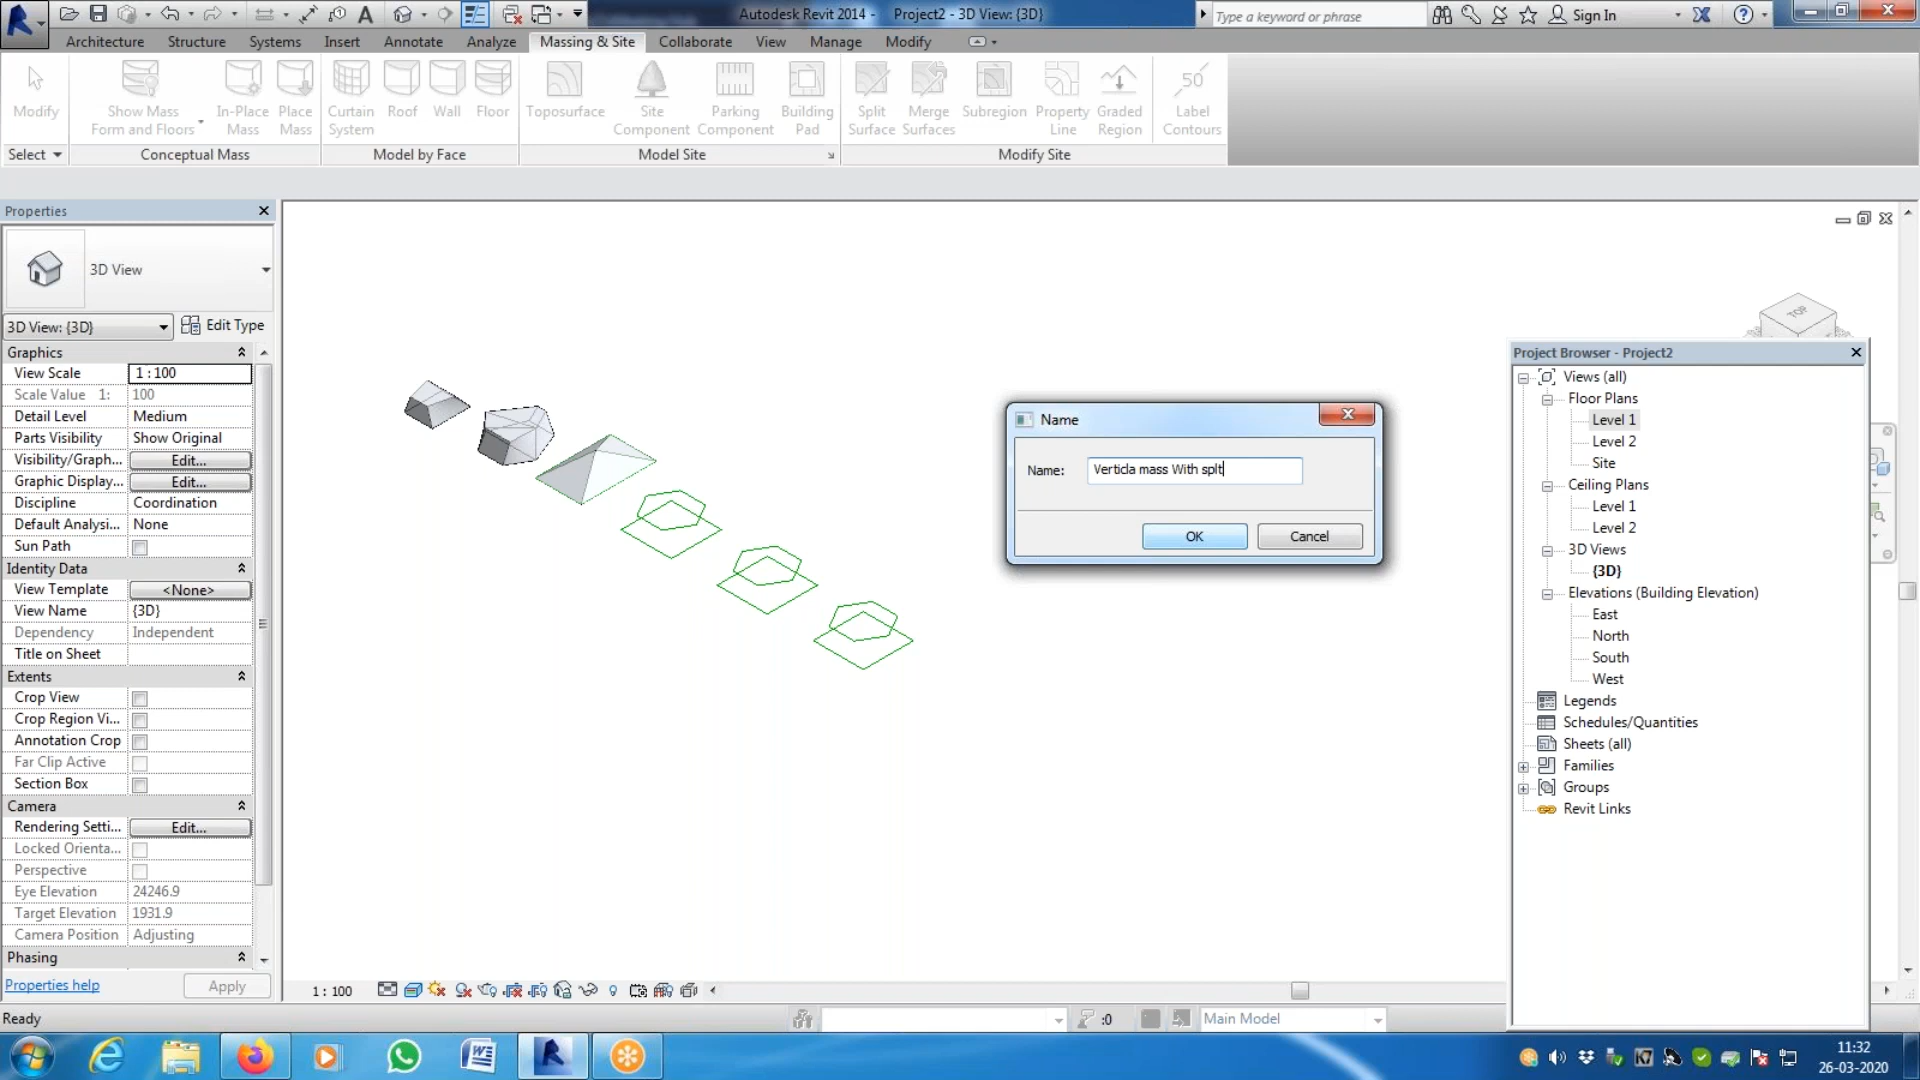 Autodesk Revit 2014 - Project2 - 3D View: {3D}
Type a keyword or phrase
Sign In
Architecture Structure Systems Insert Annotate Analyze Massing & Site Collaborate View Manage Modify
Modify
Show Mass
Form and Floors
In-Place
Mass
Place
Mass
Curtain
System
Roof
Wall
Floor
Toposurface
Site
Component
Parking
Component
Building
Pad
Split
Surface
Merge
Surfaces
Subregion
Property
Line
Graded
Region
50
Label
Contours
Select Conceptual Mass Model by Face Model Site Modify Site
Properties
3D View
3D View: {3D} Edit Type
Graphics
View Scale 1 : 100
Scale Value 1: 100
Detail Level Medium
Parts Visibility Show Original
Visibility/Graph... Edit...
Graphic Display... Edit...
Discipline Coordination
Default Analysi... None
Sun Path
Identity Data
View Template <None>
View Name {3D}
Dependency Independent
Title on Sheet
Extents
Crop View
Crop Region Vi...
Annotation Crop
Far Clip Active
Section Box
Camera
Rendering Setti... Edit...
Locked Orienta...
Perspective
Eye Elevation 24246.9
Target Elevation 1931.9
Camera Position Adjusting
Phasing
Properties help Apply
TOP
Name
Name: Verticla mass With splt
OK Cancel
Project Browser - Project2
Views (all)
Floor Plans
Level 1
Level 2
Site
Ceiling Plans
Level 1
Level 2
3D Views
{3D}
Elevations (Building Elevation)
East
North
South
West
Legends
Schedules/Quantities
Sheets (all)
Families
Groups
Revit Links
1 : 100
Ready
:0
Main Model
11:32
26-03-2020